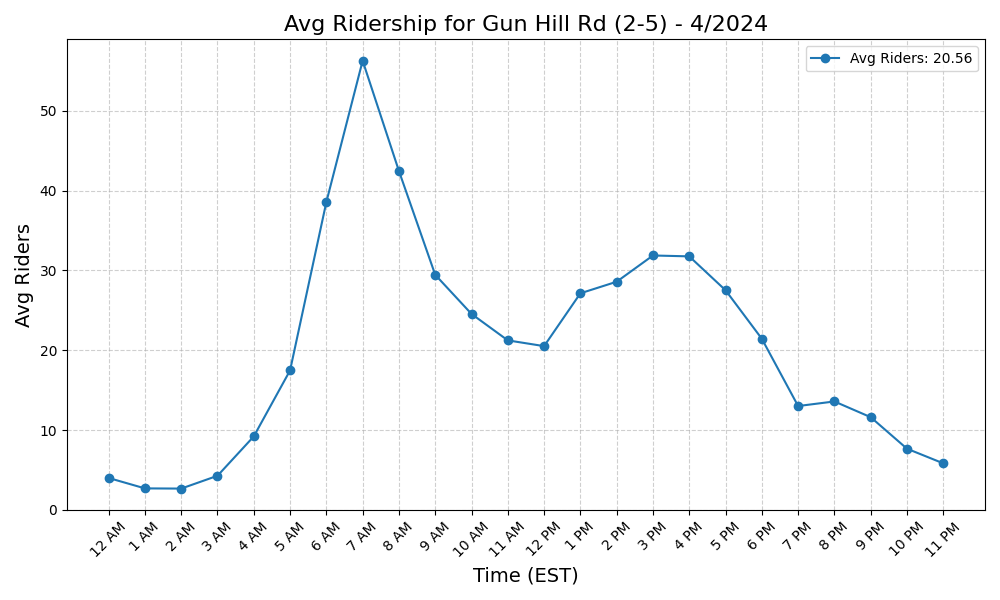 Avg Ridership for Gun Hill Rd (2-5) - 4/2024
Avg Riders: 20.56
Avg Riders
50
40
30
20
10
0
12 AM
1 AM
2 AM
3 AM
4 AM
5 AM
6 AM
7 AM
8 AM
9 AM
10 AM
11 AM
12 PM
1 PM
2 PM
3 PM
4 PM
5 PM
6 PM
7 PM
8 PM
9 PM
10 PM
11 PM
Time (EST)